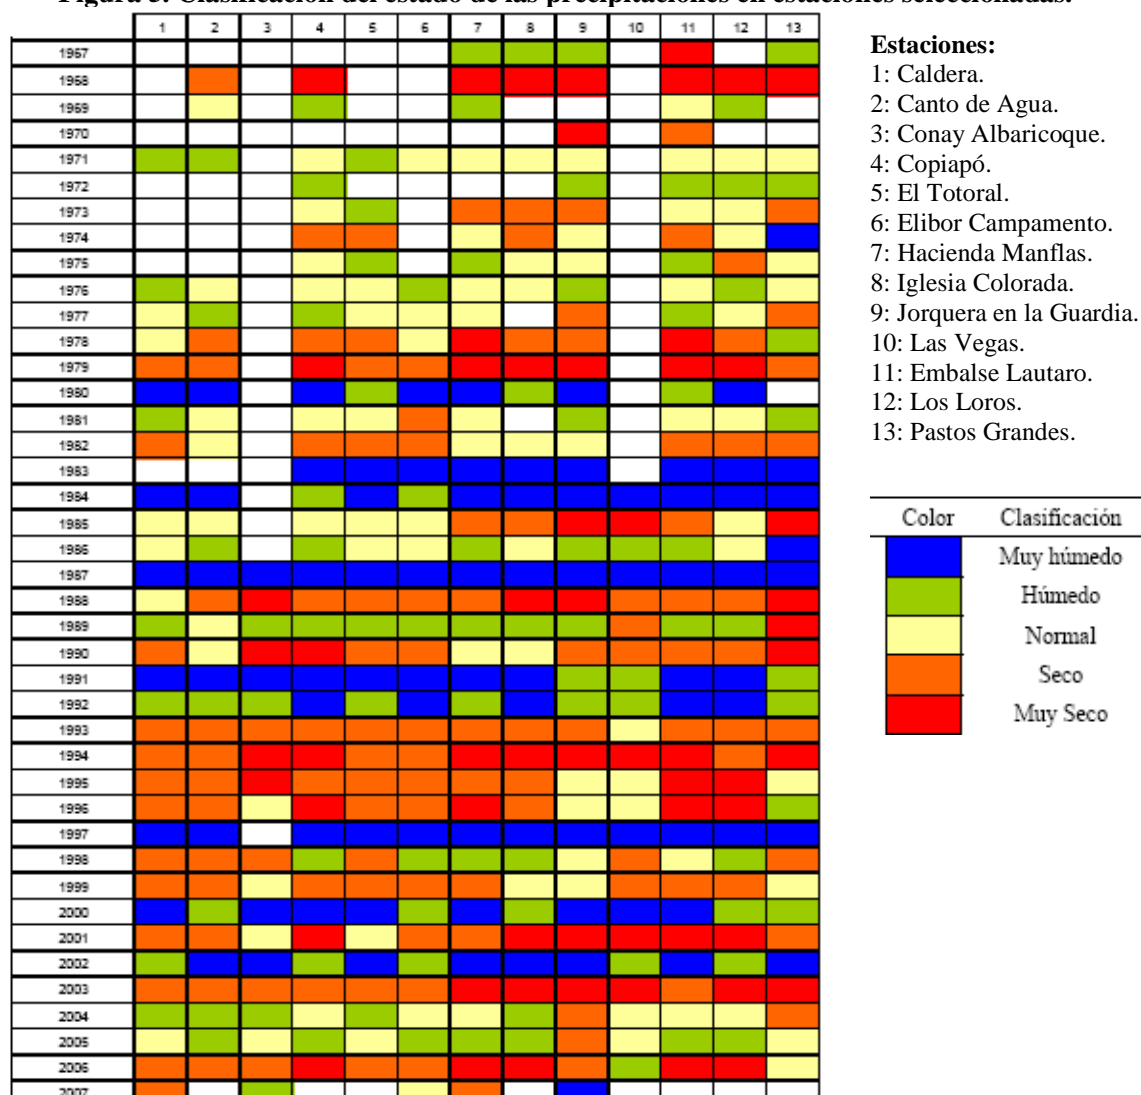 Figura 5. Clasificación del estado de las precipitaciones en estaciones seleccionadas.
1 2 3 4 5 6 7 8 9 10 11 12 13
1967
1968
1969
1970
1971
1972
1973
1974
1975
1976
1977
1978
1979
1980
1981
1982
1983
1984
1985
1986
1987
1988
1989
1990
1991
1992
1993
1994
1995
1996
1997
1998
1999
2000
2001
2002
2003
2004
2005
2006
2007
Estaciones:
1: Caldera.
2: Canto de Agua.
3: Conay Albaricoque.
4: Copiapó.
5: El Totoral.
6: Elibor Campamento.
7: Hacienda Manflas.
8: Iglesia Colorada.
9: Jorquera en la Guardia.
10: Las Vegas.
11: Embalse Lautaro.
12: Los Loros.
13: Pastos Grandes.
Color Clasificación
Muy húmedo
Húmedo
Normal
Seco
Muy Seco